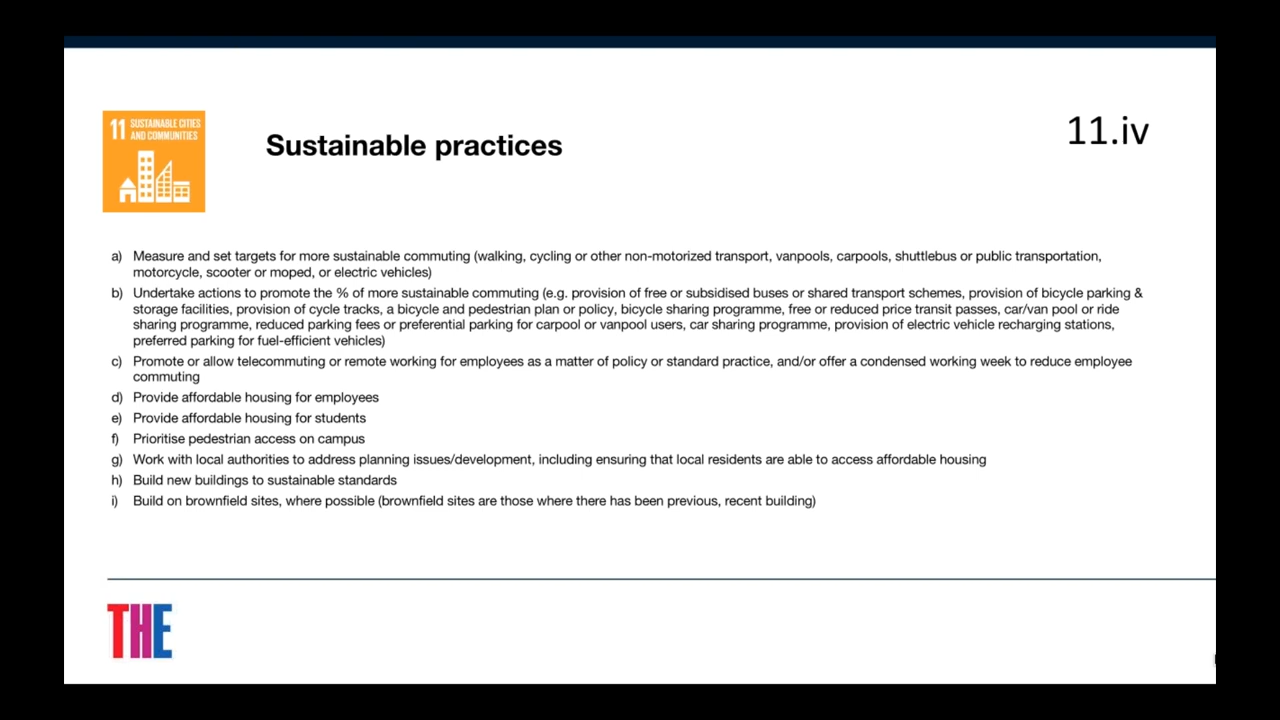 11 SUSTAINABLE CITIES
AND COMMUNITIES
Sustainable practices
11.iv
a) Measure and set targets for more sustainable commuting (walking, cycling or other non-motorized transport, vanpools, carpools, shuttlebus or public transportation,
motorcycle, scooter or moped, or electric vehicles)
b) Undertake actions to promote the % of more sustainable commuting (e.g. provision of free or subsidised buses or shared transport schemes, provision of bicycle parking &
storage facilities, provision of cycle tracks, a bicycle and pedestrian plan or policy, bicycle sharing programme, free or reduced price transit passes, car/van pool or ride
sharing programme, reduced parking fees or preferential parking for carpool or vanpool users, car sharing programme, provision of electric vehicle recharging stations,
preferred parking for fuel-efficient vehicles)
c) Promote or allow telecommuting or remote working for employees as a matter of policy or standard practice, and/or offer a condensed working week to reduce employee
commuting
d) Provide affordable housing for employees
e) Provide affordable housing for students
f) Prioritise pedestrian access on campus
g) Work with local authorities to address planning issues/development, including ensuring that local residents are able to access affordable housing
h) Build new buildings to sustainable standards
i) Build on brownfield sites, where possible (brownfield sites are those where there has been previous, recent building)
THE